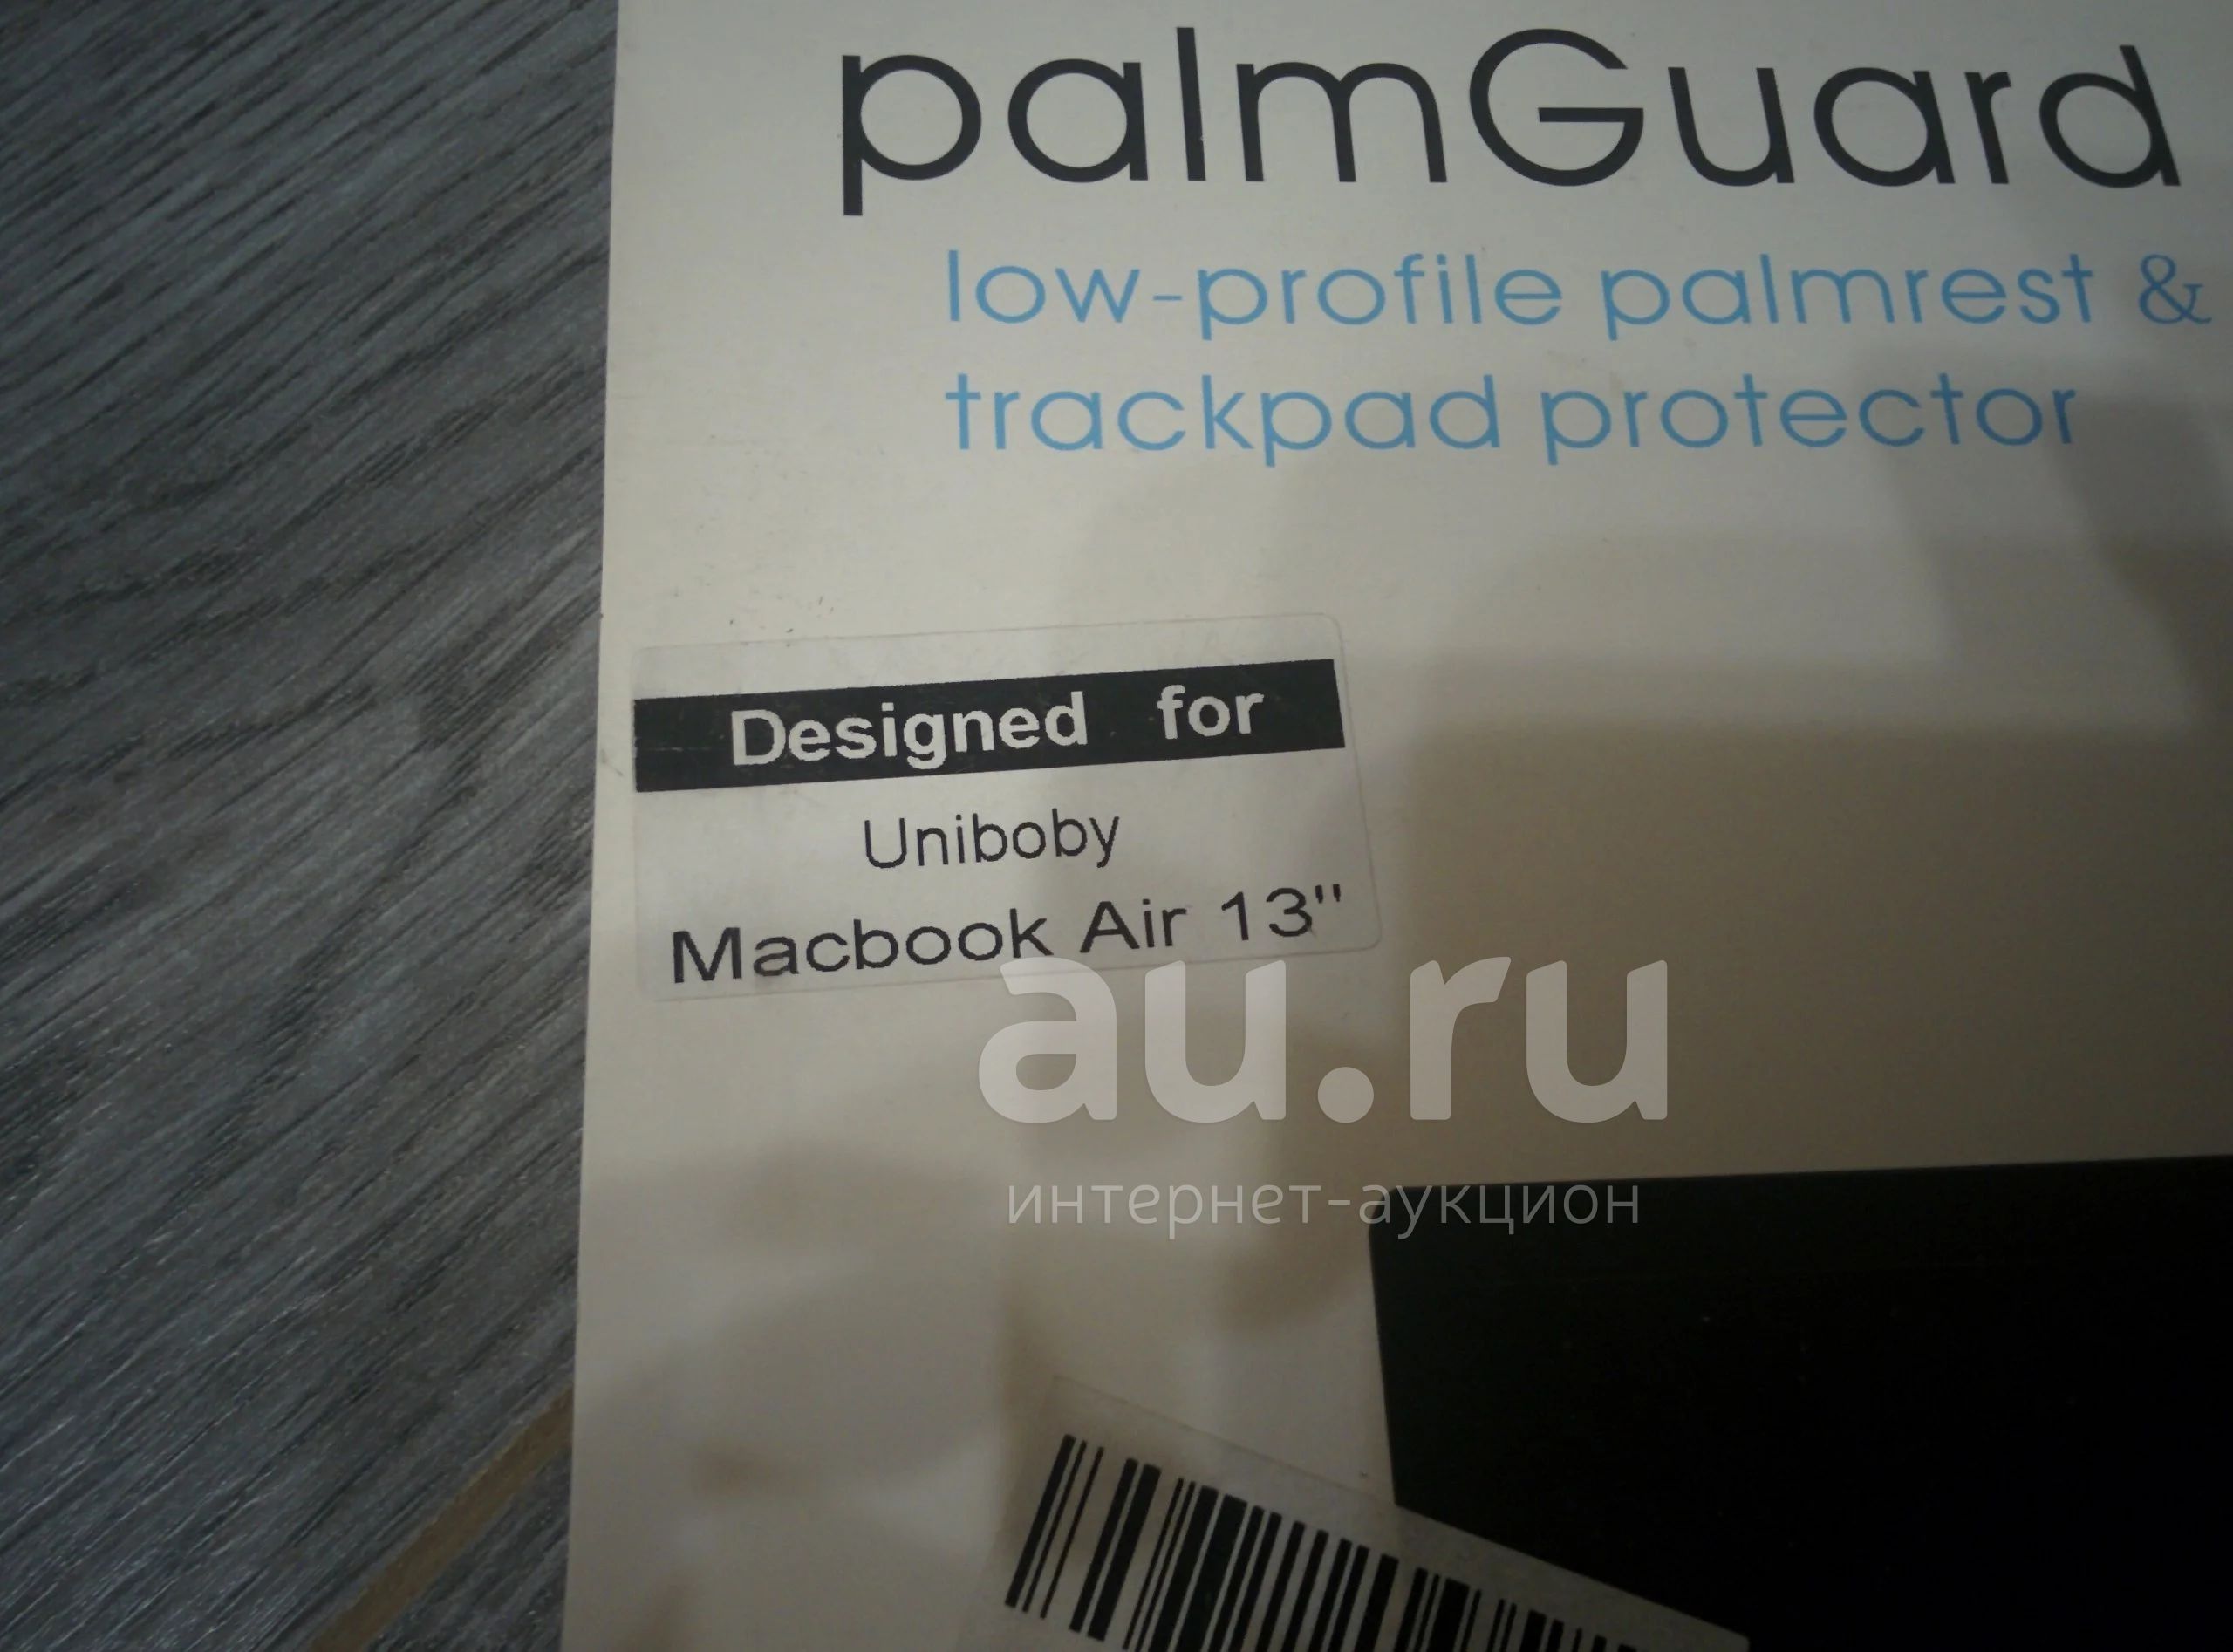 palmGuard
low-profile palmrest &
trackpad protector
Designed for
Uniboby
Macbook Air 13"
au.ru
интернет-аукцион